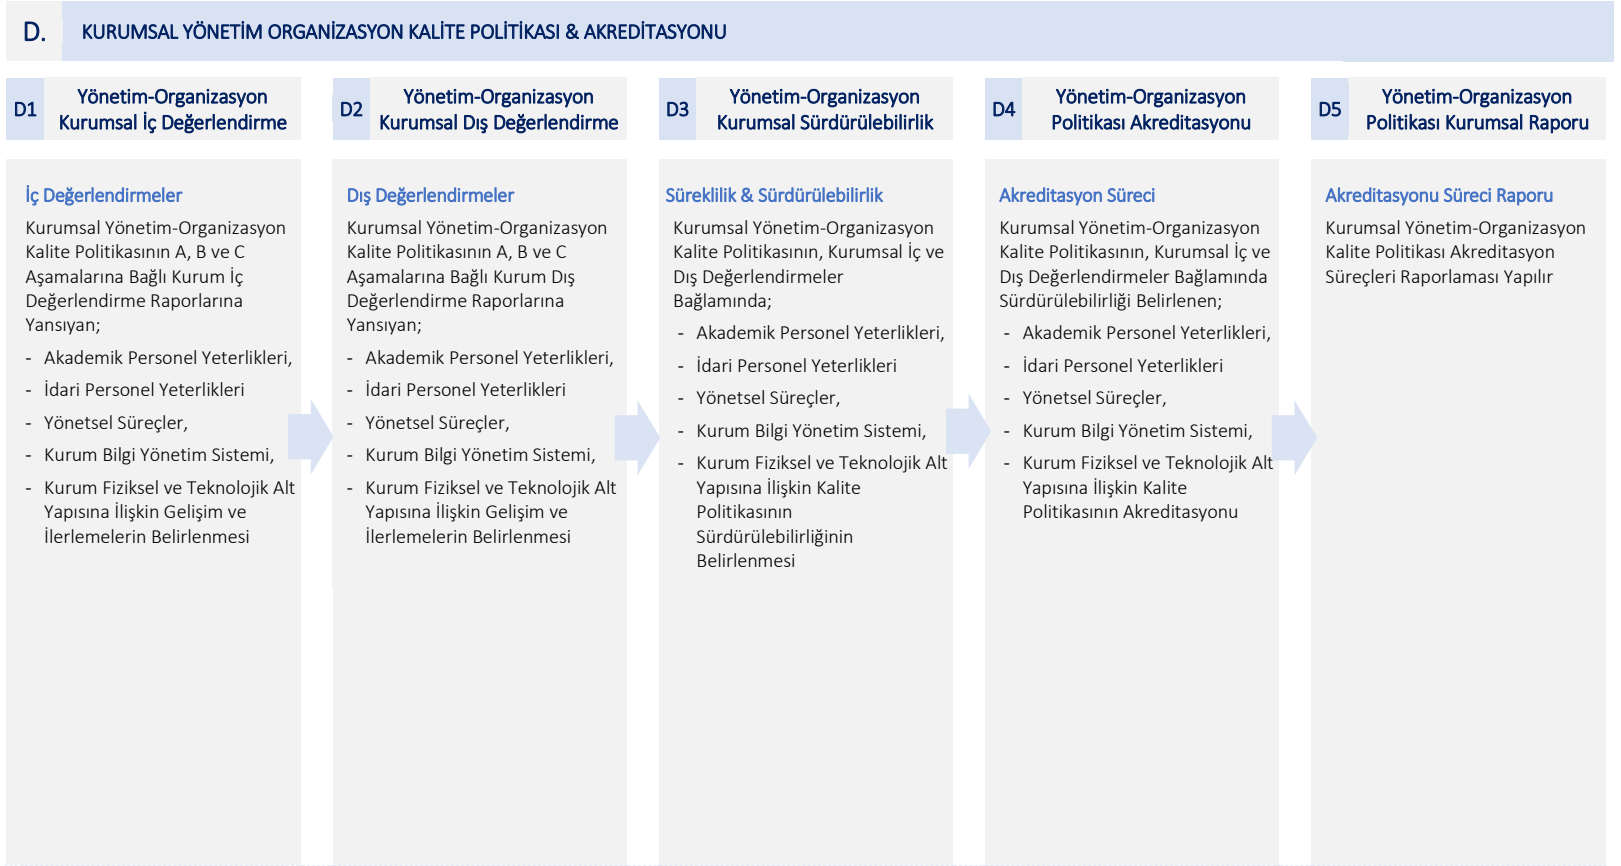 D.
KURUMSAL YÖNETİM ORGANİZASYON KALİTE POLİTİKASI & AKREDİTASYONU
D1
Yönetim-Organizasyon
Kurumsal İç Değerlendirme
D2
Yönetim-Organizasyon
Kurumsal Dış Değerlendirme
D3
Yönetim-Organizasyon
Kurumsal Sürdürülebilirlik
D4
Yönetim-Organizasyon
Politikası Akreditasyonu
D5
Yönetim-Organizasyon
Politikası Kurumsal Raporu
İç Değerlendirmeler
Kurumsal Yönetim-Organizasyon
Kalite Politikasının A, B ve C
Aşamalarına Bağlı Kurum İç
Değerlendirme Raporlarına
Yansıyan;
- Akademik Personel Yeterlikleri,
- İdari Personel Yeterlikleri
- Yönetsel Süreçler,
- Kurum Bilgi Yönetim Sistemi,
- Kurum Fiziksel ve Teknolojik Alt
Yapısına İlişkin Gelişim ve
İlerlemelerin Belirlenmesi
Dış Değerlendirmeler
Kurumsal Yönetim-Organizasyon
Kalite Politikasının A, B ve C
Aşamalarına Bağlı Kurum Dış
Değerlendirme Raporlarına
Yansıyan;
- Akademik Personel Yeterlikleri,
- İdari Personel Yeterlikleri
- Yönetsel Süreçler,
- Kurum Bilgi Yönetim Sistemi,
- Kurum Fiziksel ve Teknolojik Alt
Yapısına İlişkin Gelişim ve
İlerlemelerin Belirlenmesi
Süreklilik & Sürdürülebilirlik
Kurumsal Yönetim-Organizasyon
Kalite Politikasının, Kurumsal İç ve
Dış Değerlendirmeler
Bağlamında;
- Akademik Personel Yeterlikleri,
- İdari Personel Yeterlikleri
- Yönetsel Süreçler,
- Kurum Bilgi Yönetim Sistemi,
- Kurum Fiziksel ve Teknolojik Alt
Yapısına İlişkin Kalite
Politikasının
Sürdürülebilirliğinin
Belirlenmesi
Akreditasyon Süreci
Kurumsal Yönetim-Organizasyon
Kalite Politikasının, Kurumsal İç ve
Dış Değerlendirmeler Bağlamında
Sürdürülebilirliği Belirlenen;
- Akademik Personel Yeterlikleri,
- İdari Personel Yeterlikleri
- Yönetsel Süreçler,
- Kurum Bilgi Yönetim Sistemi,
- Kurum Fiziksel ve Teknolojik Alt
Yapısına İlişkin Kalite
Politikasının Akreditasyonu
Akreditasyonu Süreci Raporu
Kurumsal Yönetim-Organizasyon
Kalite Politikası Akreditasyon
Süreçleri Raporlaması Yapılır